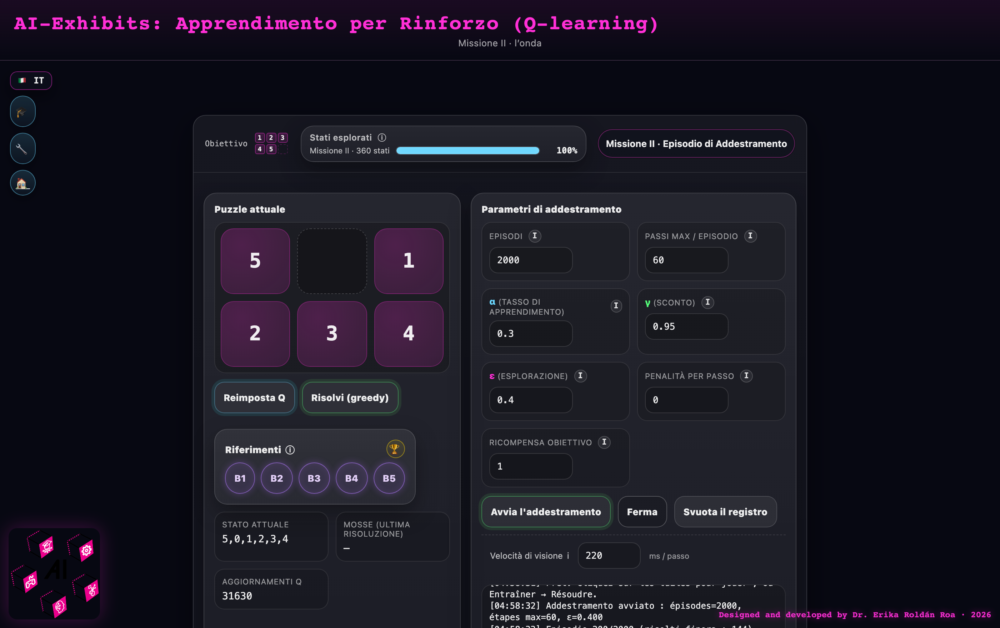 AI-Exhibits: Apprendimento per Rinforzo (Q-learning)
Missione II · l’onda
IT
Obiettivo
1 2 3
4 5
Stati esplorati ⓘ
Missione II · 360 stati
100%
Missione II · Episodio di Addestramento
Puzzle attuale
5 1
2 3 4
Reimposta Q
Risolvi (greedy)
Riferimenti ⓘ
B1 B2 B3 B4 B5
STATO ATTUALE
5,0,1,2,3,4
MOSSE (ULTIMA
RISOLUZIONE)
—
AGGIORNAMENTI Q
31630
Parametri di addestramento
EPISODI I
2000
PASSI MAX / EPISODIO I
60
α (TASSO DI
APPRENDIMENTO) I
0.3
γ (SCONTO) I
0.95
ε (ESPLORAZIONE) I
0.4
PENALITÀ PER PASSO I
0
RICOMPENSA OBIETTIVO I
1
Avvia l'addestramento
Ferma
Svuota il registro
Velocità di visione i
220
ms / passo
Entraîner → Résoudre.
[04:58:32] Addestramento avviato : épisodes=2000,
étapes max=60, ε=0.400
AI
Designed and developed by Dr. Erika Roldán Roa · 2026